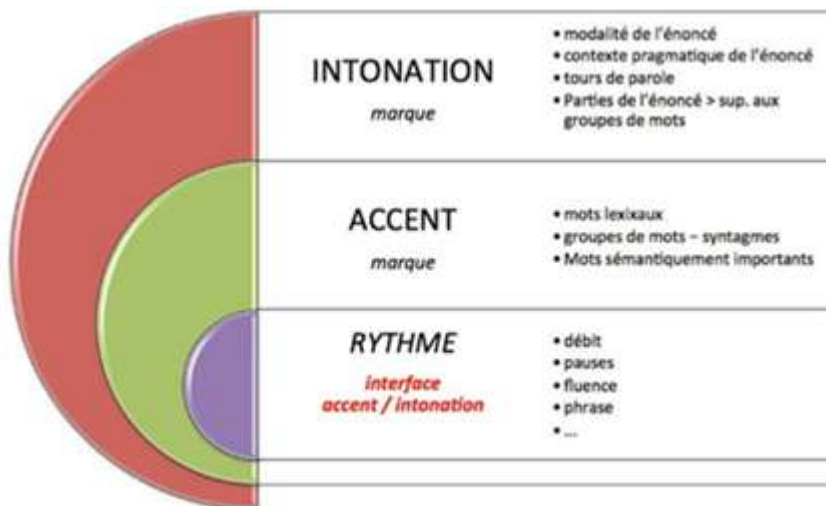 INTONATION
marque
• modalité de l'énoncé
• contexte pragmatique de l'énoncé
• tours de parole
• Parties de l'énoncé > sup. aux
groupes de mots
ACCENT
marque
• mots lexixaux
• groupes de mots – syntagmes
• Mots sémantiquement importants
RYTHME
interface
accent / intonation
• débit
• pauses
• fluence
• phrase
• ...